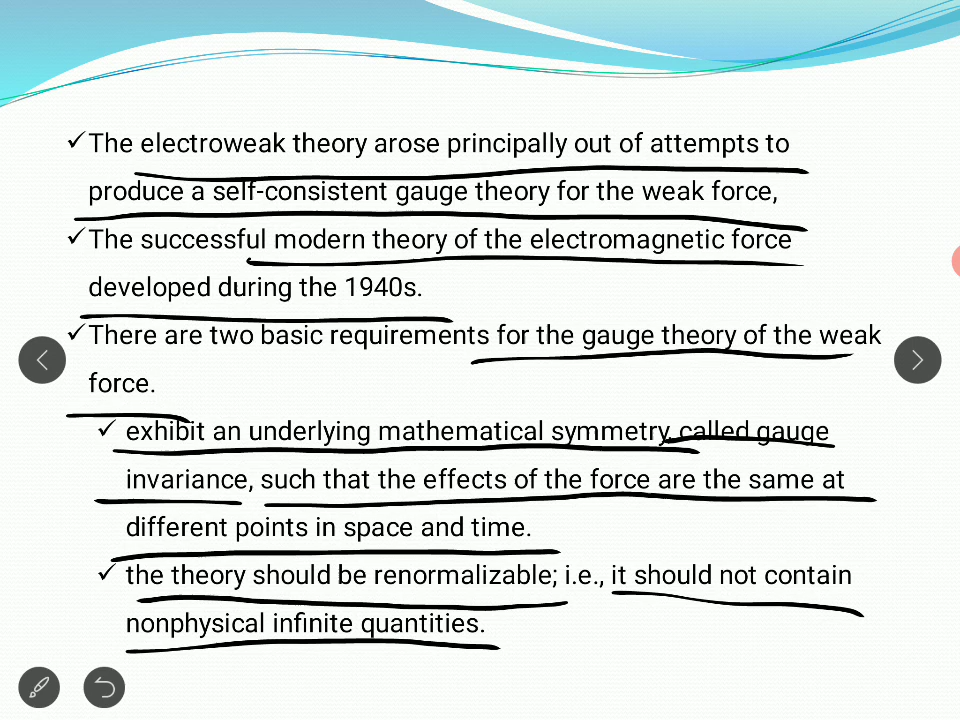 ✓The electroweak theory arose principally out of attempts to
produce a self-consistent gauge theory for the weak force,
✓The successful modern theory of the electromagnetic force
developed during the 1940s.
✓There are two basic requirements for the gauge theory of the weak
force.
✓ exhibit an underlying mathematical symmetry, called gauge
invariance, such that the effects of the force are the same at
different points in space and time.
✓ the theory should be renormalizable; i.e., it should not contain
nonphysical infinite quantities.